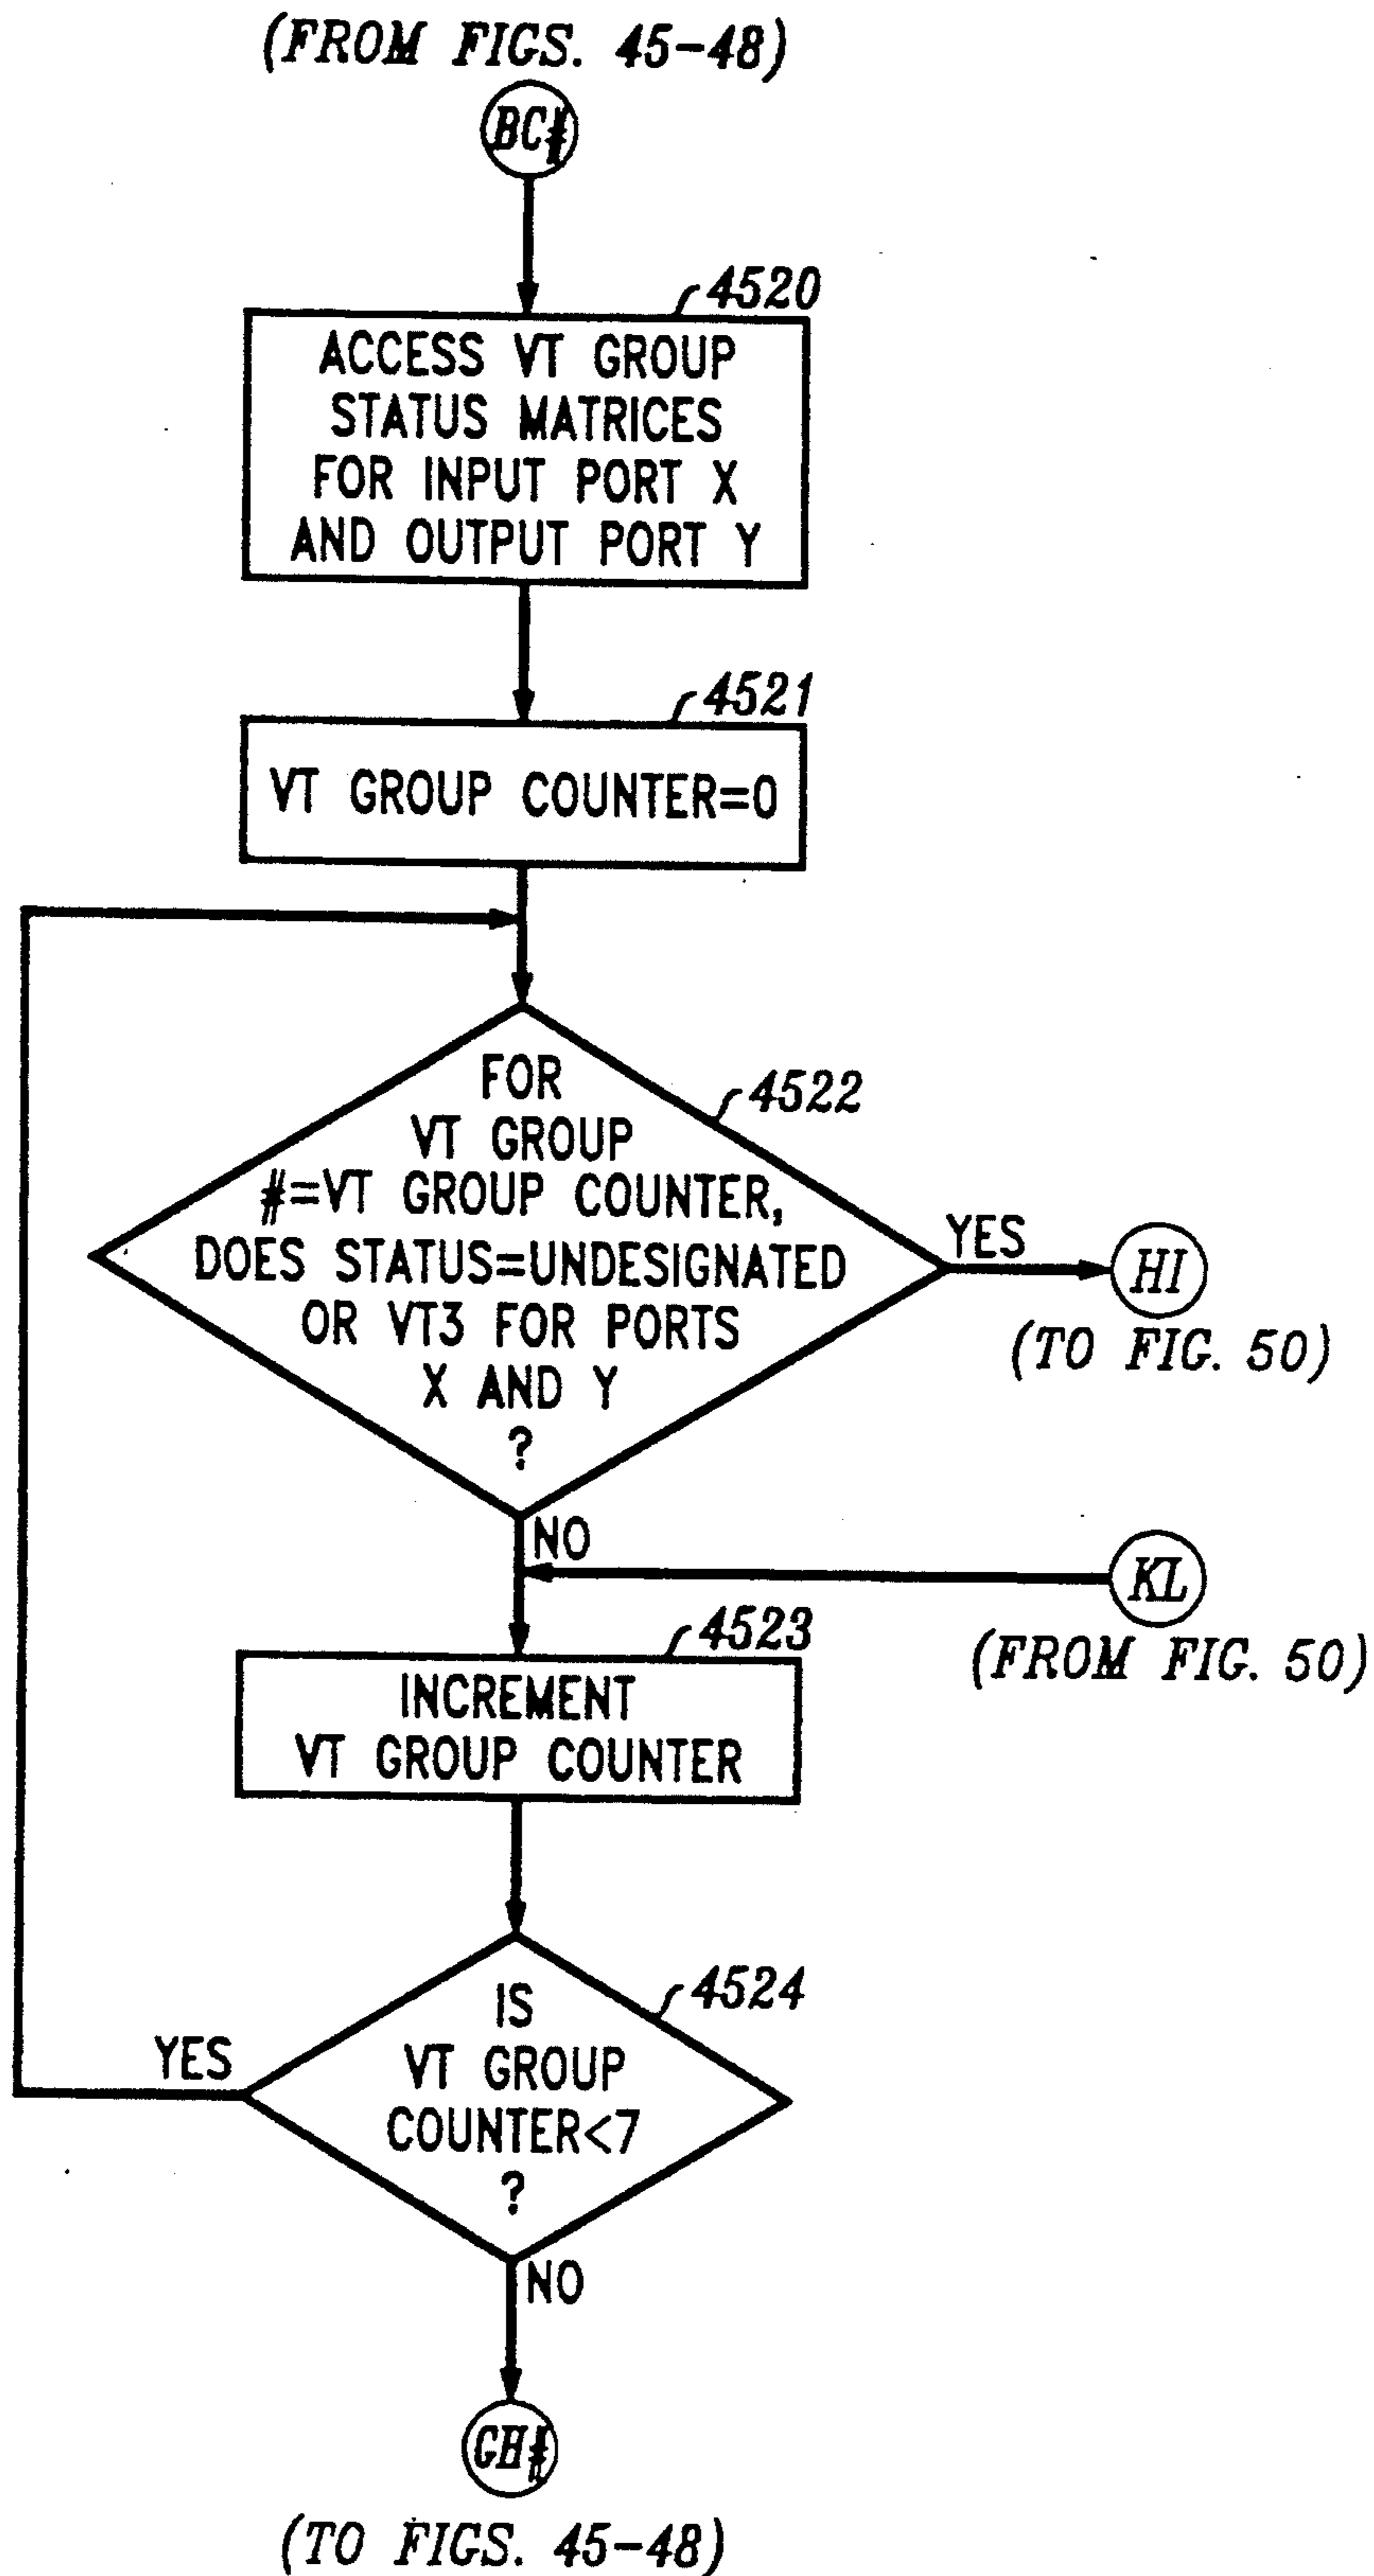 (FROM FIGS. 45-48)
BC#
4520
ACCESS VT GROUP
STATUS MATRICES
FOR INPUT PORT X
AND OUTPUT PORT Y
4521
VT GROUP COUNTER=0
FOR
4522
VT GROUP
#=VT GROUP COUNTER,
DOES STATUS=UNDESIGNATED
OR VT3 FOR PORTS
X AND Y
?
YES
HI
(TO FIG. 50)
NO
KL
(FROM FIG. 50)
4523
INCREMENT
VT GROUP COUNTER
4524
IS
VT GROUP
COUNTER<7
?
YES
NO
GH#
(TO FIGS. 45-48)